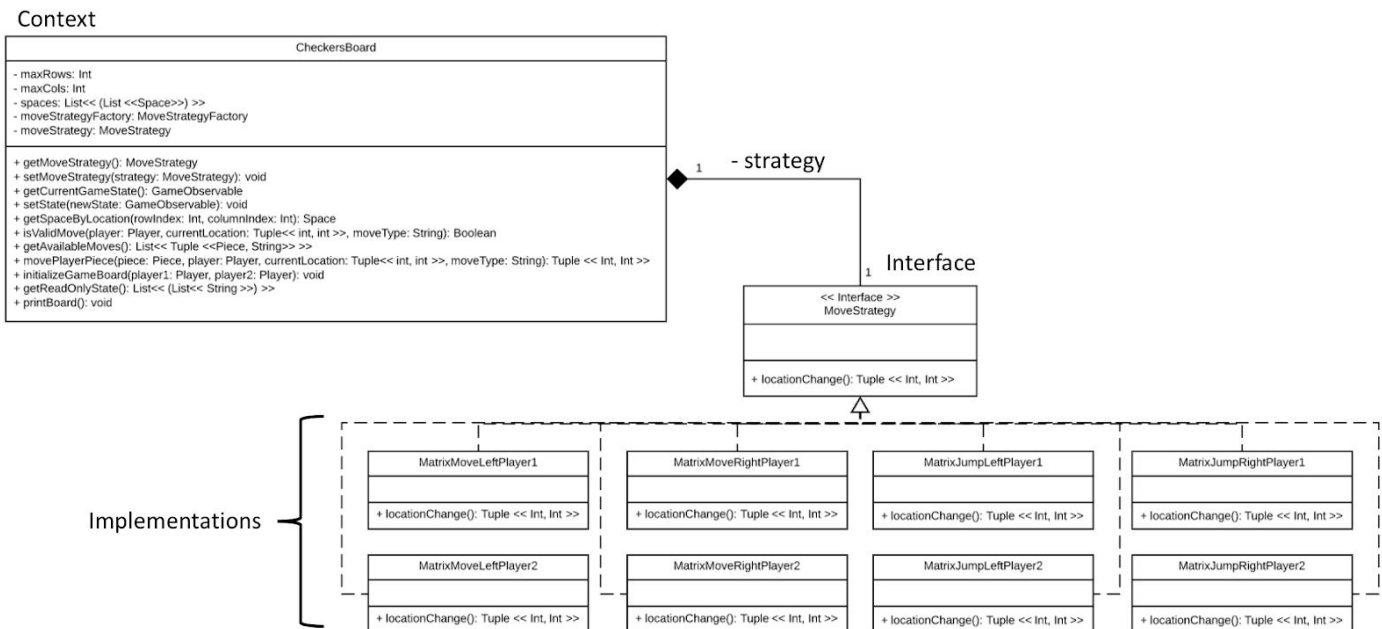 Context
CheckersBoard
- maxRows: Int
- maxCols: Int
- spaces: List<< (List <<Space>>) >>
- moveStrategyFactory: MoveStrategyFactory
- moveStrategy: MoveStrategy
+ getMoveStrategy(): MoveStrategy
+ setMoveStrategy(strategy: MoveStrategy): void
+ getCurrentGameState(): GameObservable
+ setState(newState: GameObservable): void
+ getSpaceByLocation(rowIndex: Int, columnIndex: Int): Space
+ isValidMove(player: Player, currentLocation: Tuple<< int, int >>, moveType: String): Boolean
+ getAvailableMoves(): List<< Tuple <<Piece, String>> >>
+ movePlayerPiece(piece: Piece, player: Player, currentLocation: Tuple<< int, int >>, moveType: String): Tuple << Int, Int >>
+ initializeGameBoard(player1: Player, player2: Player): void
+ getReadOnlyState(): List<< (List<< String >>) >>
+ printBoard(): void
1
- strategy
1
Interface
<< Interface >>
MoveStrategy
+ locationChange(): Tuple << Int, Int >>
Implementations
MatrixMoveLeftPlayer1
+ locationChange(): Tuple << Int, Int >>
MatrixMoveRightPlayer1
+ locationChange(): Tuple << Int, Int >>
MatrixJumpLeftPlayer1
+ locationChange(): Tuple << Int, Int >>
MatrixJumpRightPlayer1
+ locationChange(): Tuple << Int, Int >>
MatrixMoveLeftPlayer2
+ locationChange(): Tuple << Int, Int >>
MatrixMoveRightPlayer2
+ locationChange(): Tuple << Int, Int >>
MatrixJumpLeftPlayer2
+ locationChange(): Tuple << Int, Int >>
MatrixJumpRightPlayer2
+ locationChange(): Tuple << Int, Int >>